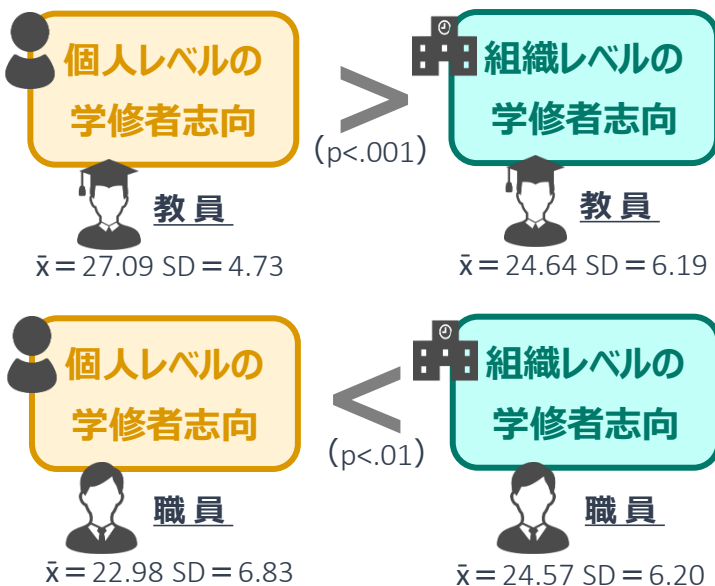 個人レベルの
学修者志向
>
(p<.001)
組織レベルの
学修者志向
教員
x̄＝27.09 SD＝4.73
教員
x̄＝24.64 SD＝6.19
個人レベルの
学修者志向
<
(p<.01)
組織レベルの
学修者志向
職員
x̄＝22.98 SD＝6.83
職員
x̄＝24.57 SD＝6.20